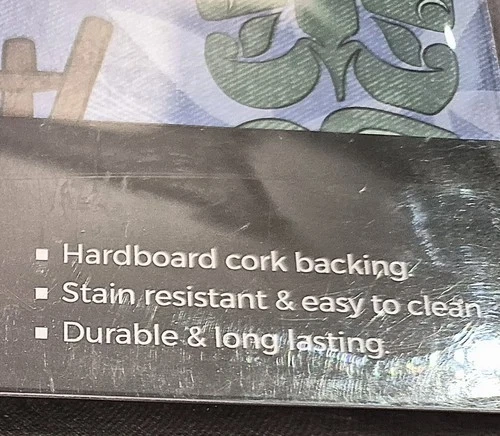 ▪ Hardboard cork backing.
▪ Stain resistant & easy to clean
▪ Durable & long lasting